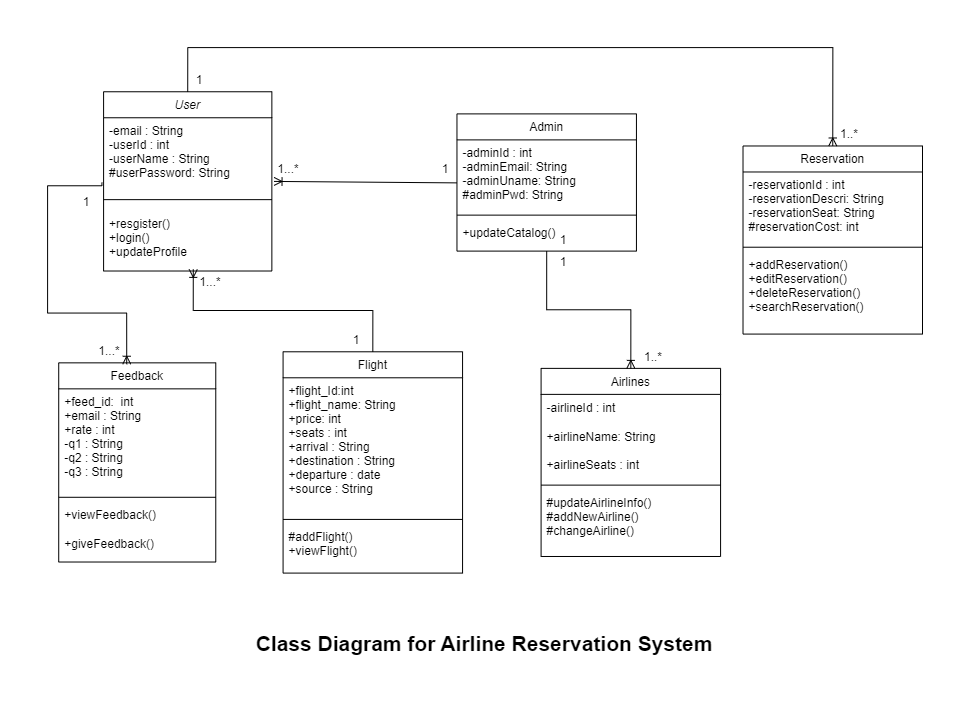 1
User
-email : String
-userId : int
-userName : String
#userPassword: String
+resgister()
+login()
+updateProfile
1
1...*
1
Admin
-adminId : int
-adminEmail: String
-adminUname: String
#adminPwd: String
+updateCatalog()
1
1
1..*
Reservation
-reservationId : int
-reservationDescri: String
-reservationSeat: String
#reservationCost: int
+addReservation()
+editReservation()
+deleteReservation()
+searchReservation()
1...*
1...*
1
1..*
Feedback
+feed_id:  int
+email : String
+rate : int
-q1 : String
-q2 : String
-q3 : String
+viewFeedback()
+giveFeedback()
Flight
+flight_Id:int
+flight_name: String
+price: int
+seats : int
+arrival : String
+destination : String
+departure : date
+source : String
#addFlight()
+viewFlight()
Airlines
-airlineId : int
+airlineName: String
+airlineSeats : int
#updateAirlineInfo()
#addNewAirline()
#changeAirline()
Class Diagram for Airline Reservation System